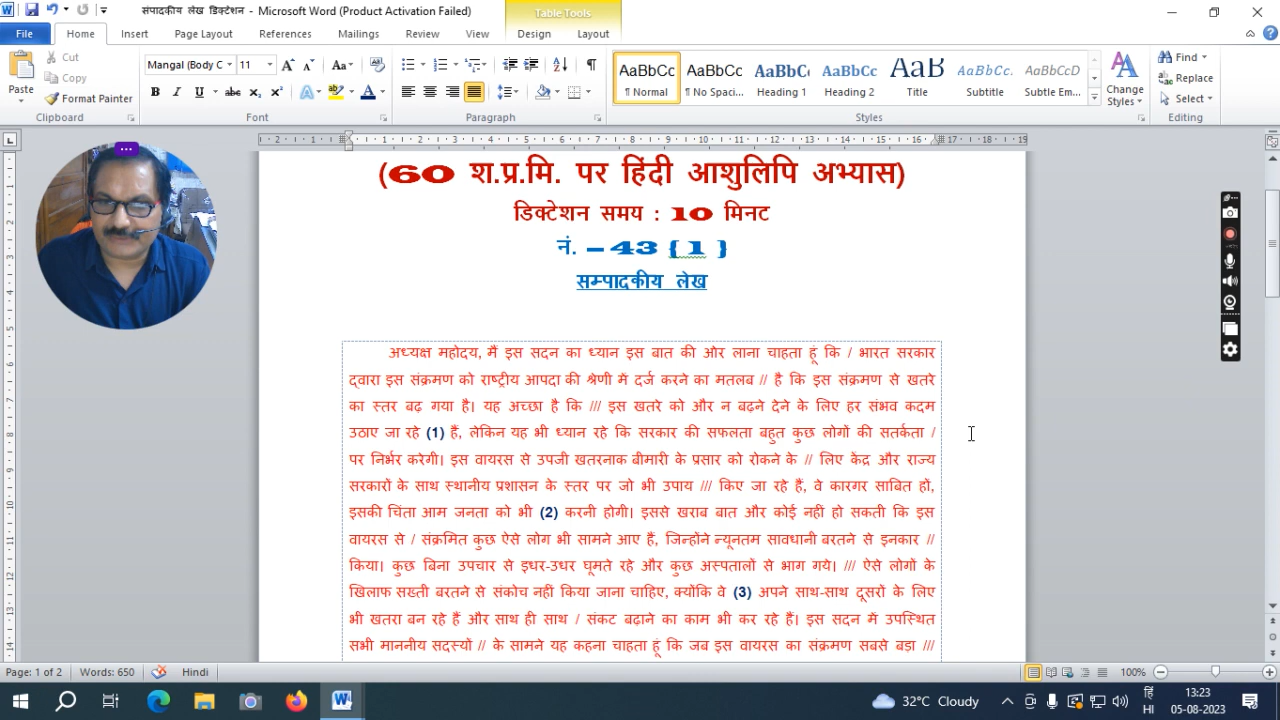 संपादकीय लेख डिक्टेशन - Microsoft Word (Product Activation Failed)
Table Tools
File Home Insert Page Layout References Mailings Review View Design Layout
Paste
Cut
Copy
Format Painter
Clipboard
Mangal (Body C 11
Font
Paragraph
AaBbCc AaBbCc AaBbCc AaBbCc AaB AaBbCc. AaBbCcD
¶ Normal ¶ No Spaci... Heading 1 Heading 2 Title Subtitle Subtle Em...
Styles
Change Styles
Find
Replace
Select
Editing
(60 श.प्र.मि. पर हिंदी आशुलिपि अभ्यास)
डिक्टेशन समय : 10 मिनट
नं. – 43 { 1 }
सम्पादकीय लेख
अध्यक्ष महोदय, मैं इस सदन का ध्यान इस बात की ओर लाना चाहता हूं कि / भारत सरकार
द्वारा इस संक्रमण को राष्ट्रीय आपदा की श्रेणी में दर्ज करने का मतलब // है कि इस संक्रमण से खतरे
का स्तर बढ़ गया है। यह अच्छा है कि /// इस खतरे को और न बढ़ने देने के लिए हर संभव कदम
उठाए जा रहे (1) हैं, लेकिन यह भी ध्यान रहे कि सरकार की सफलता बहुत कुछ लोगों की सतर्कता /
पर निर्भर करेगी। इस वायरस से उपजी खतरनाक बीमारी के प्रसार को रोकने के // लिए केंद्र और राज्य
सरकारों के साथ स्थानीय प्रशासन के स्तर पर जो भी उपाय /// किए जा रहे हैं, वे कारगर साबित हों,
इसकी चिंता आम जनता को भी (2) करनी होगी। इससे खराब बात और कोई नहीं हो सकती कि इस
वायरस से / संक्रमित कुछ ऐसे लोग भी सामने आए हैं, जिन्होंने न्यूनतम सावधानी बरतने से इनकार //
किया। कुछ बिना उपचार से इधर-उधर घूमते रहे और कुछ अस्पतालों से भाग गये। /// ऐसे लोगों के
खिलाफ सख्ती बरतने से संकोच नहीं किया जाना चाहिए, क्योंकि वे (3) अपने साथ-साथ दूसरों के लिए
भी खतरा बन रहे हैं और साथ ही साथ / संकट बढ़ाने का काम भी कर रहे हैं। इस सदन में उपस्थित
सभी माननीय सदस्यों // के सामने यह कहना चाहता हूं कि जब इस वायरस का संक्रमण सबसे बड़ा ///
Page: 1 of 2 Words: 650 Hindi 100%
32°C Cloudy हिं 13:23
HI 05-08-2023